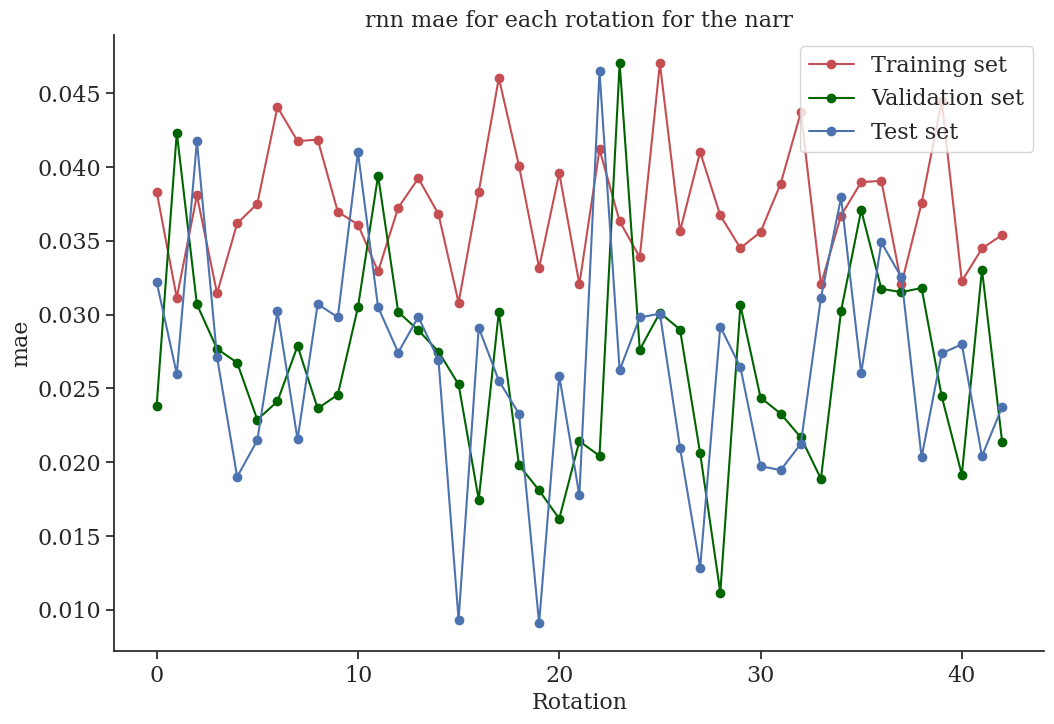 rnn mae for each rotation for the narr
Training set
Validation set
Test set
mae
0.045
0.040
0.035
0.030
0.025
0.020
0.015
0.010
0
10
20
30
40
Rotation